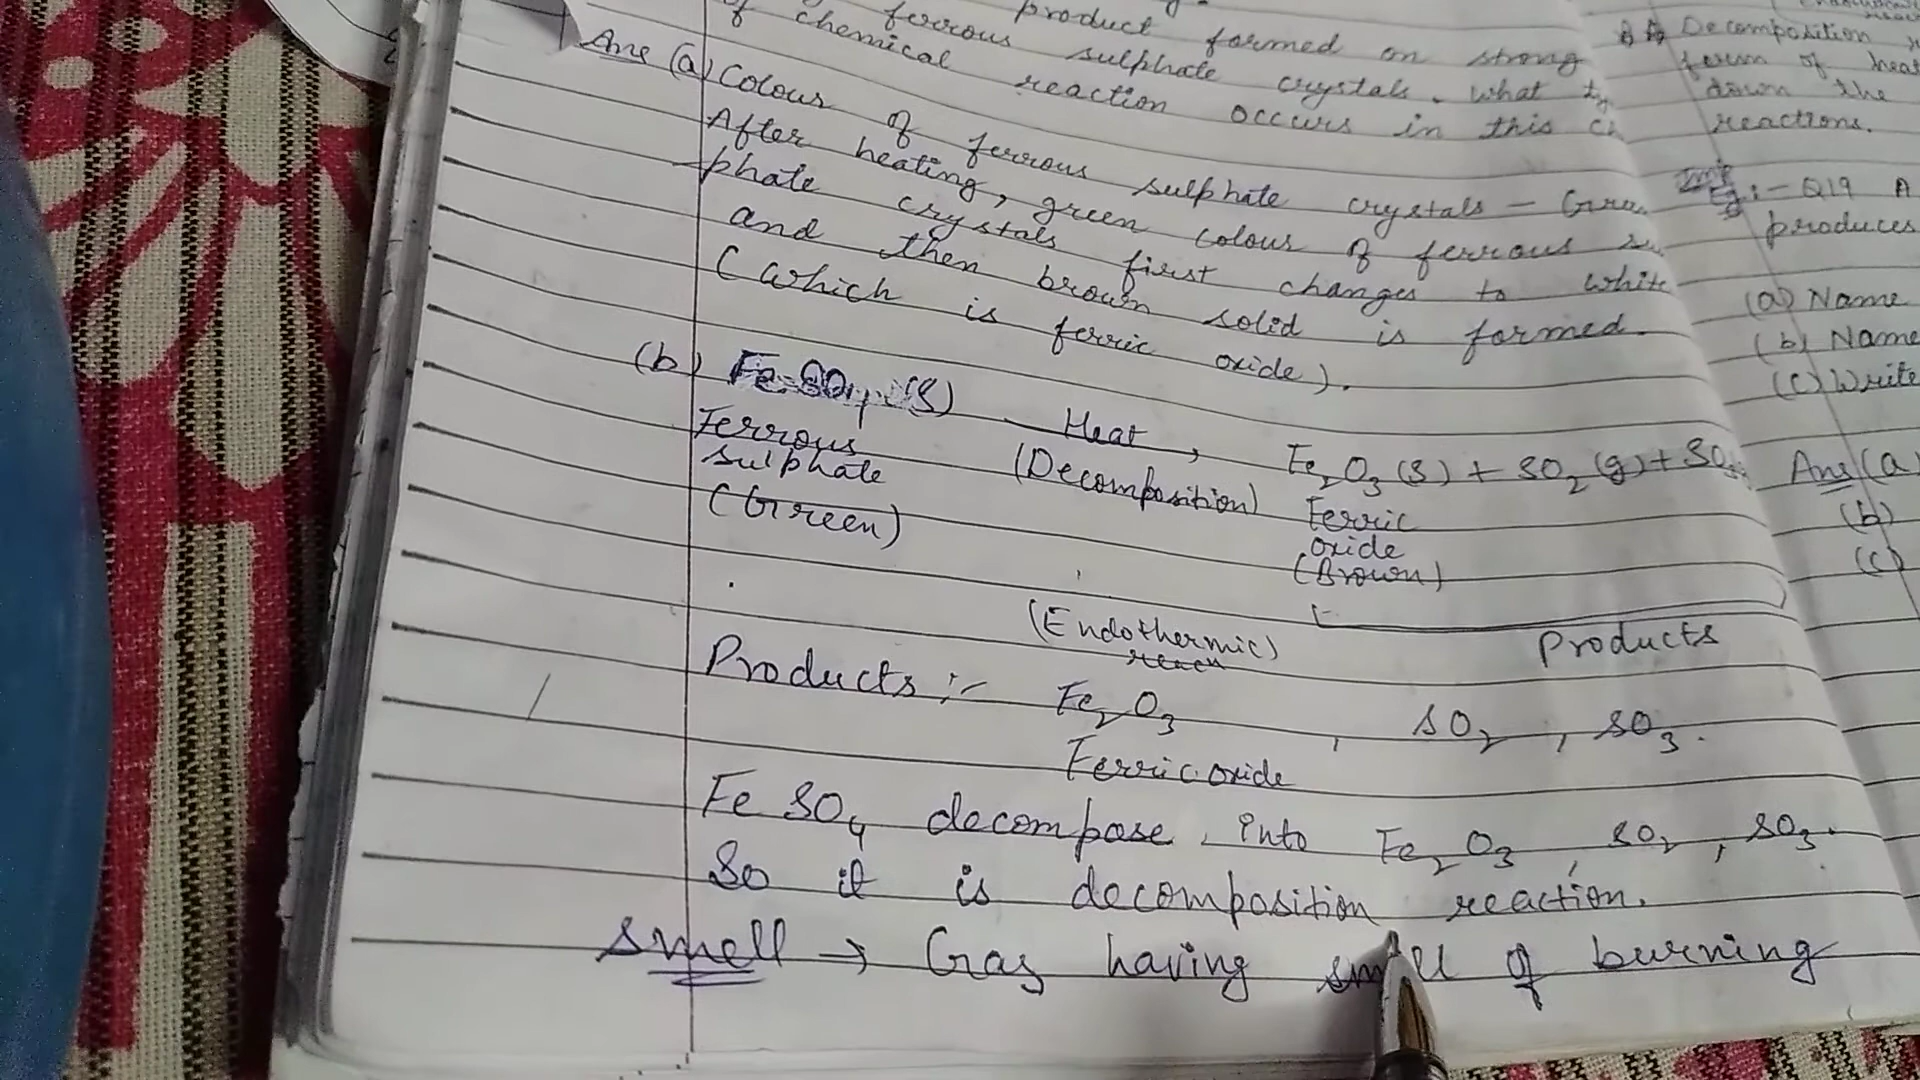 product formed on strong
ferrous sulphate crystals. What
of chemical reaction occurs in this
Ans (a) Colour of ferrous sulphate crystals -
After heating, green colour of ferrous
phate crystals first changes to white
and then brown solid is formed.
(which is ferric oxide).
(b) FeSO4 (s) Heat → Fe2O3 (s) + SO2 (g) + SO3
Ferrous sulphate (Green) (Decomposition) Ferric oxide (Brown)
(Endothermic)
Products
Products :- Fe2O3 , SO2 , SO3.
Ferric oxide
FeSO4 decompose into Fe2O3 , SO2 , SO3.
So it is decomposition reaction.
Smell → Gas having smell of burning
Decomposition
form of heat
down the
reactions.
Q19 A
produces
(a) Name
(b) Name
(c) Write
Ans (a)
(b)
(c)